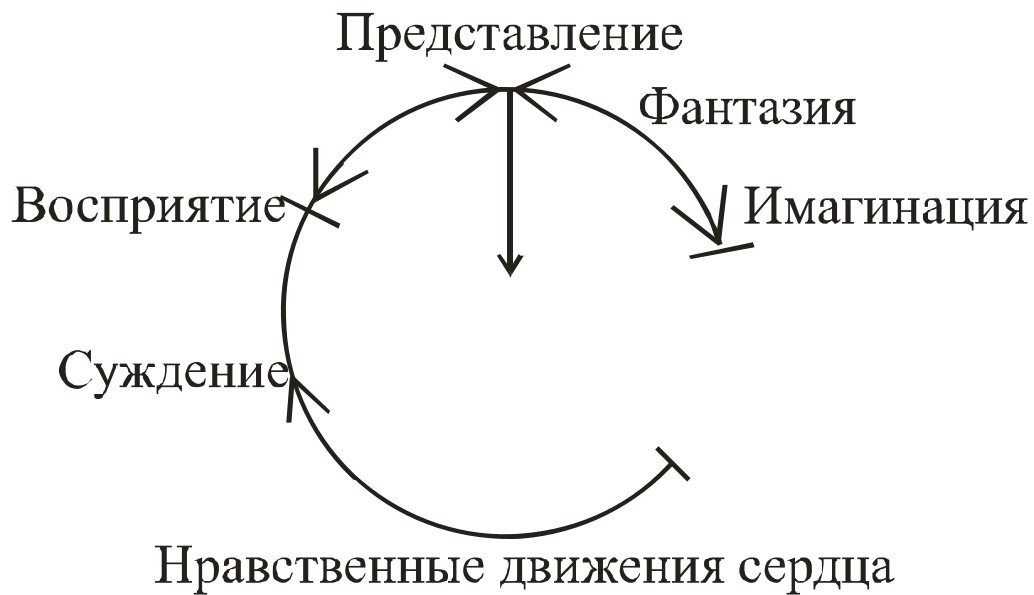 Представление
Фантазия
Восприятие
Имагинация
Суждение
Нравственные движения сердца